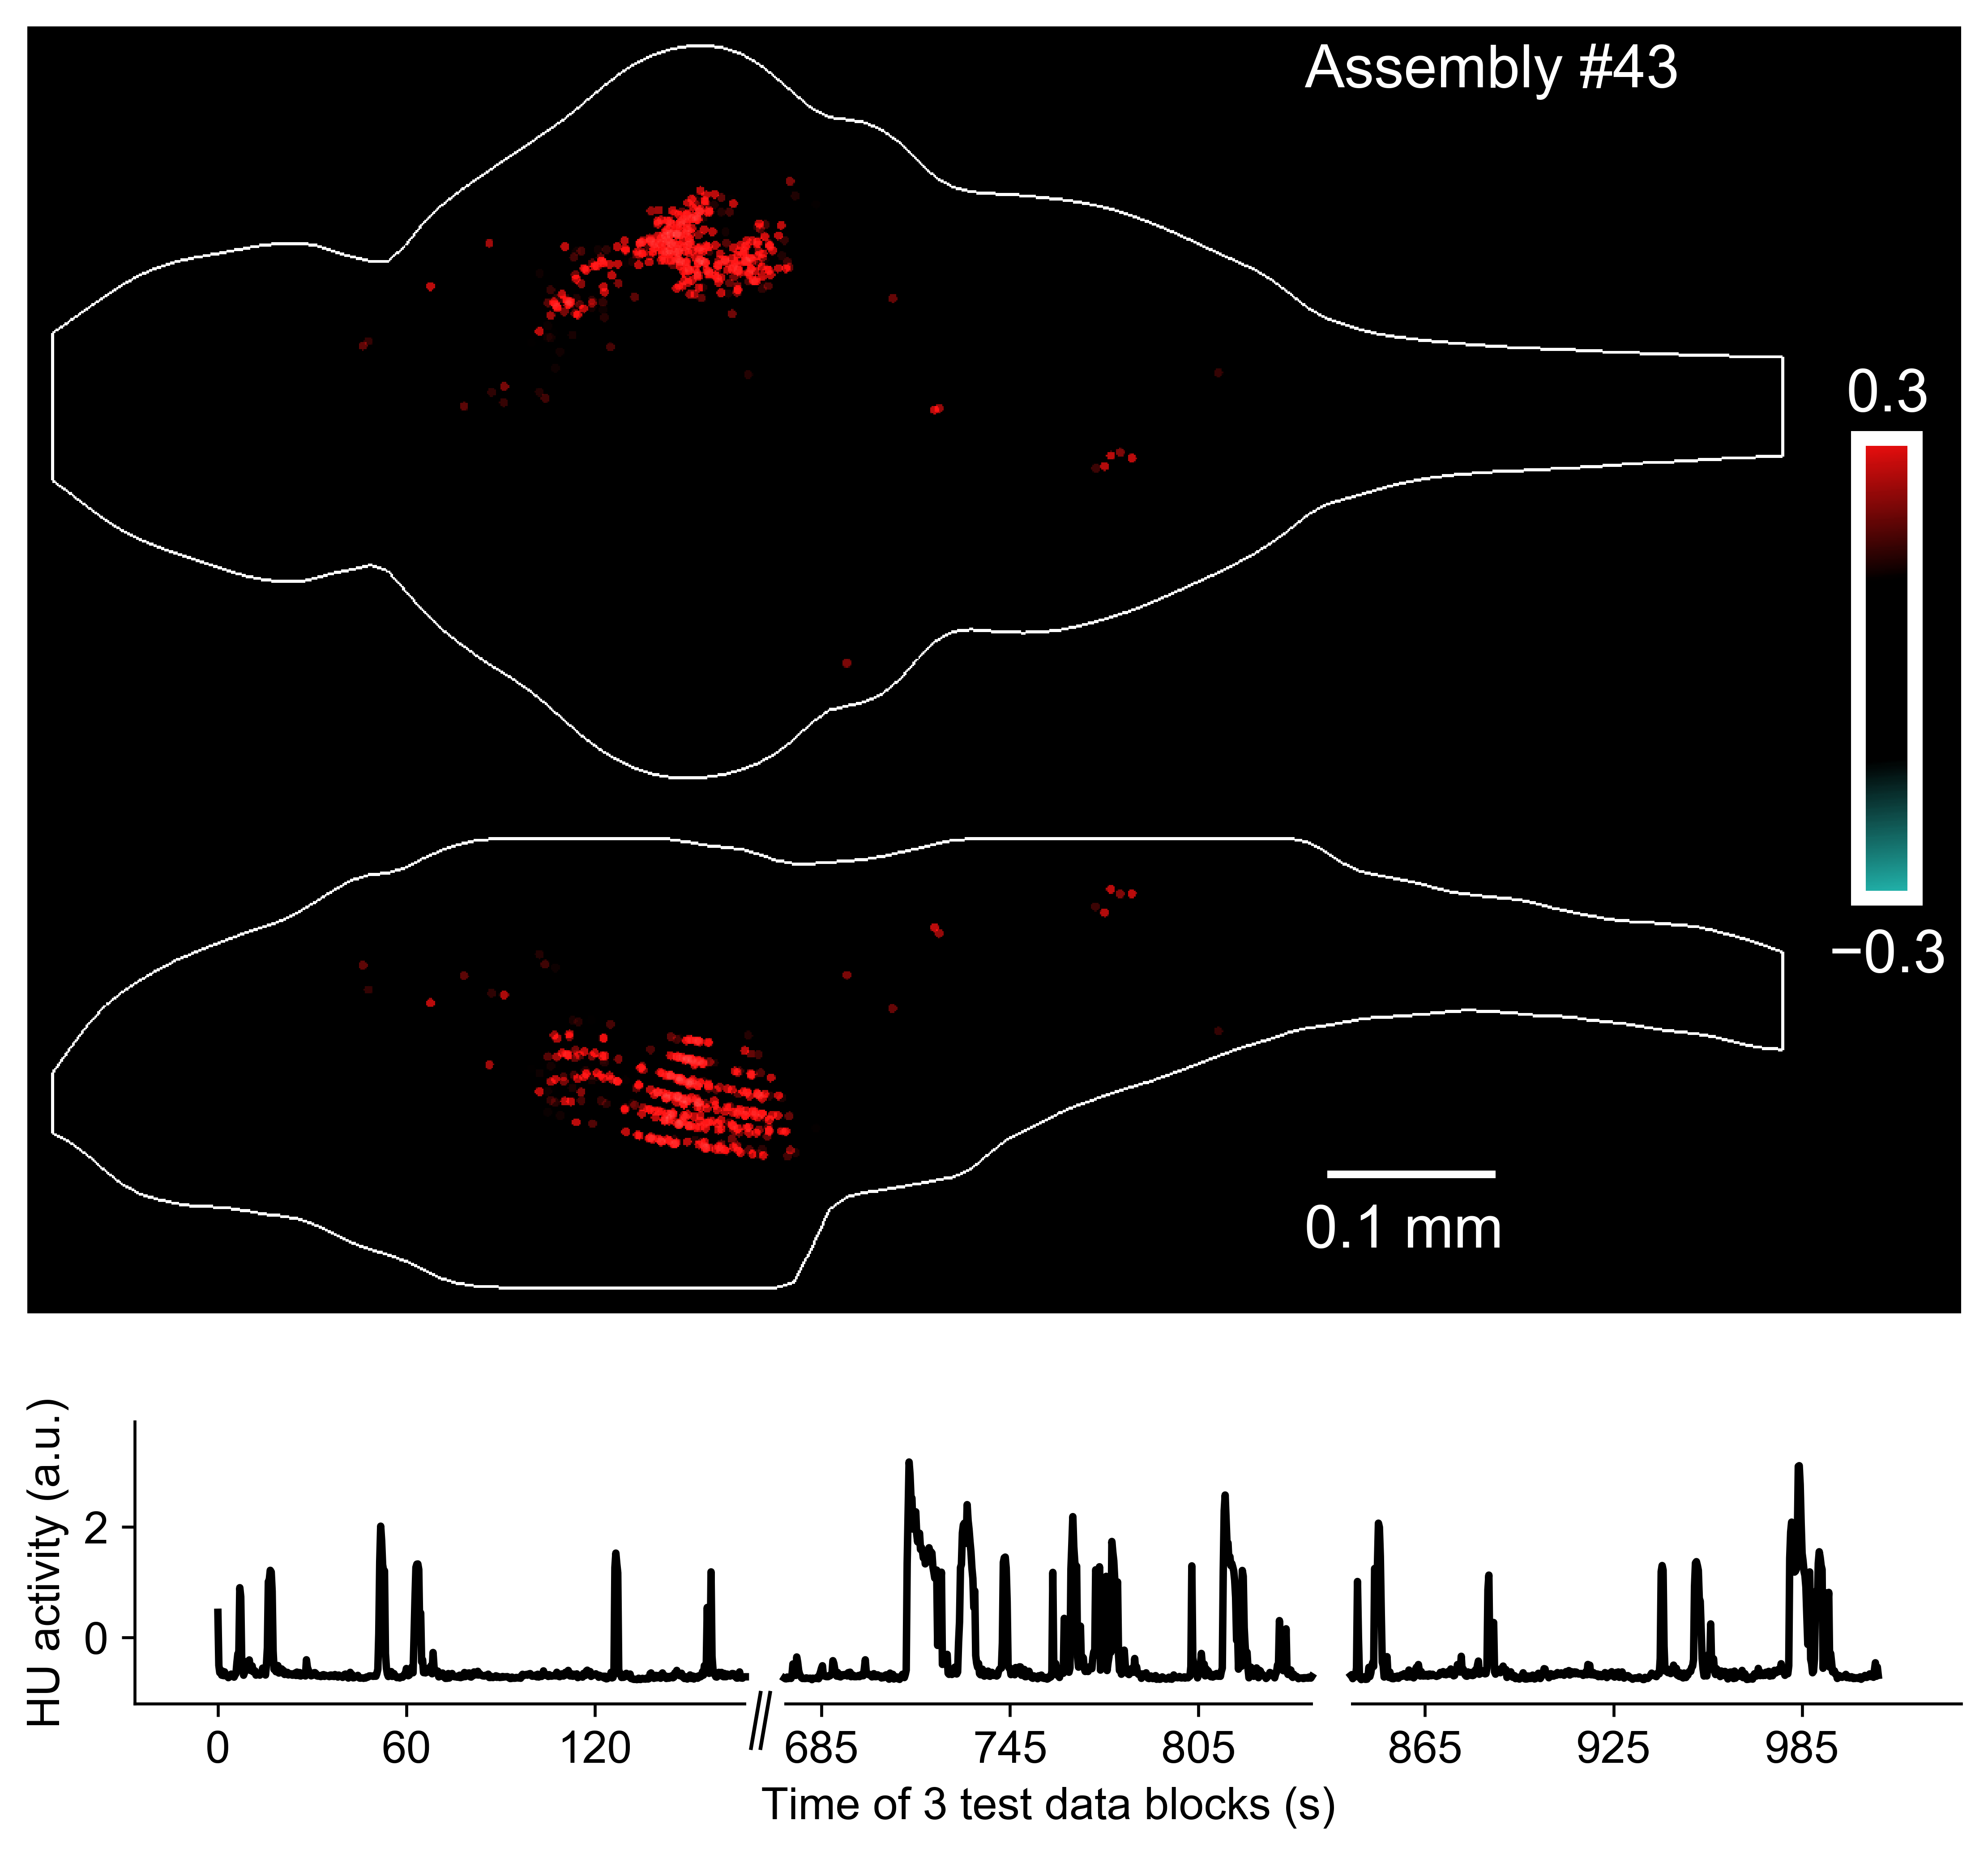 Assembly #43
0.3
−0.3
0.1 mm
HU activity (a.u.)
2
0
0 60 120 685 745 805 865 925 985
Time of 3 test data blocks (s)